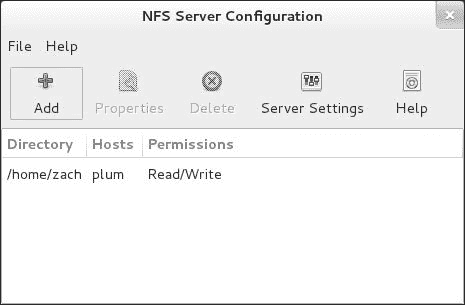 NFS Server Configuration
File Help
Add Properties Delete Server Settings Help
Directory Hosts Permissions
/home/zach plum Read/Write